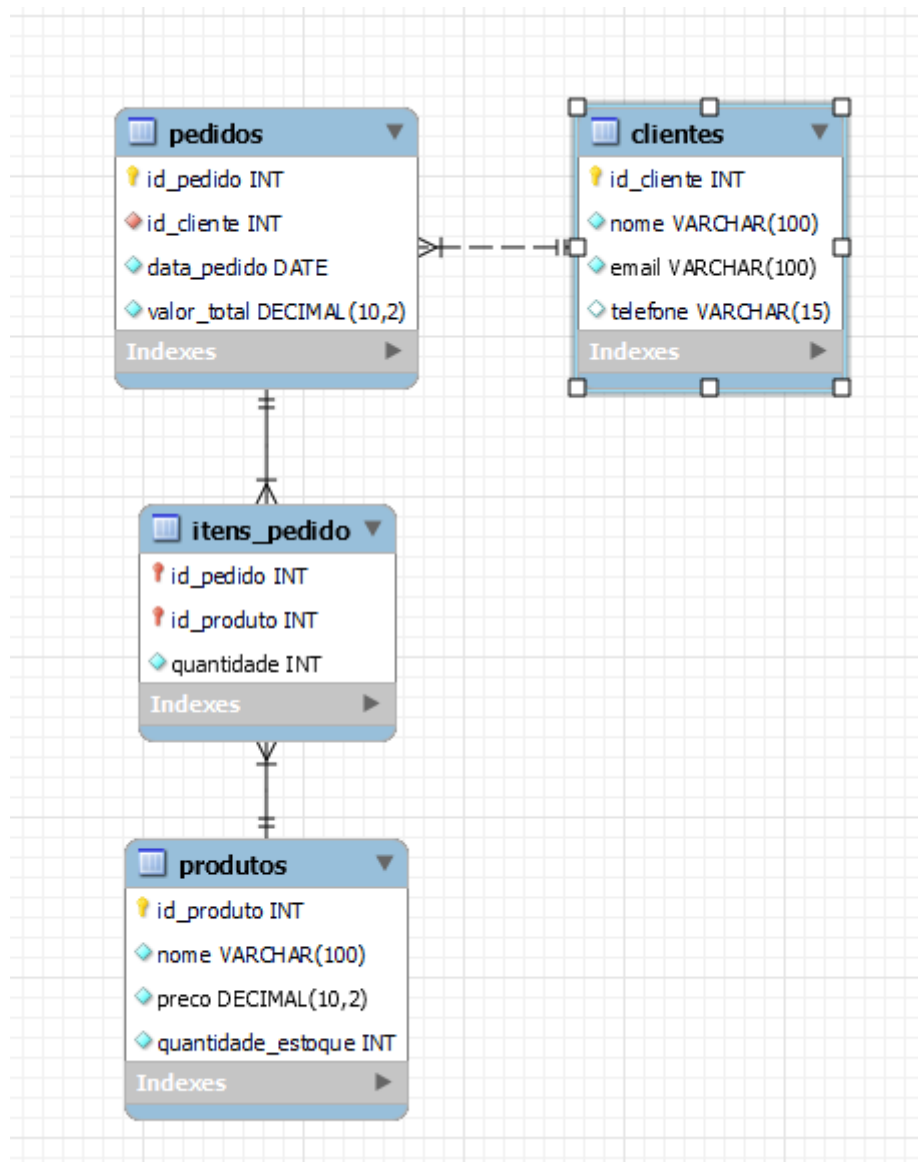 pedidos
id_pedido INT
id_cliente INT
data_pedido DATE
valor_total DECIMAL(10,2)
Indexes
clientes
id_cliente INT
nome VARCHAR(100)
email VARCHAR(100)
telefone VARCHAR(15)
Indexes
itens_pedido
id_pedido INT
id_produto INT
quantidade INT
Indexes
produtos
id_produto INT
nome VARCHAR(100)
preco DECIMAL(10,2)
quantidade_estoque INT
Indexes